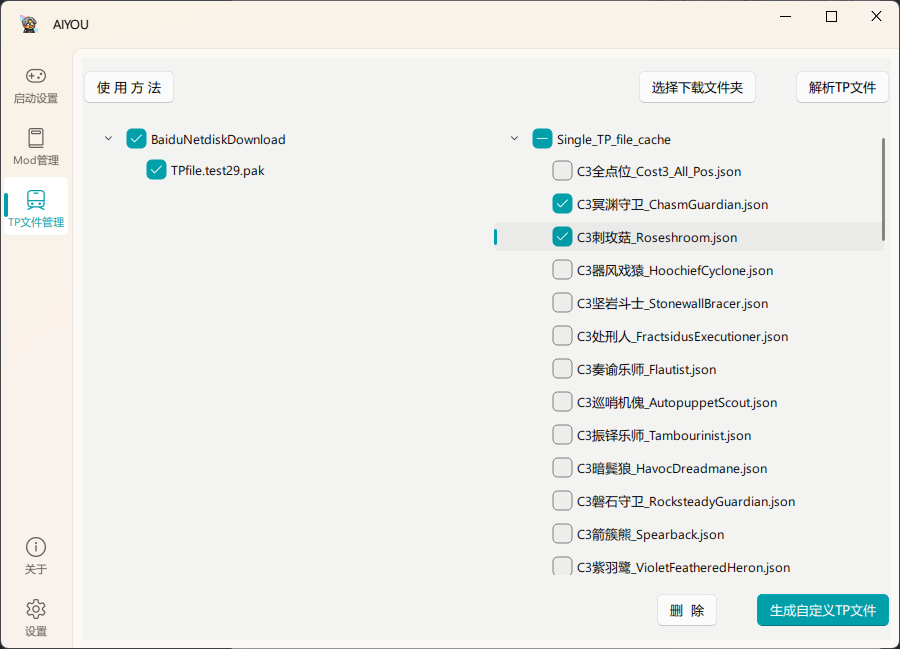 AIYOU
启动设置
Mod管理
TP文件管理
关于
设置
使 用 方 法
选择下载文件夹
解析TP文件
BaiduNetdiskDownload
TPfile.test29.pak
Single_TP_file_cache
C3全点位_Cost3_All_Pos.json
C3冥渊守卫_ChasmGuardian.json
C3刺玫菇_Roseshroom.json
C3器风戏猿_HoochiefCyclone.json
C3坚岩斗士_StonewallBracer.json
C3处刑人_FractsidusExecutioner.json
C3奏谕乐师_Flautist.json
C3巡哨机傀_AutopuppetScout.json
C3振铎乐师_Tambourinist.json
C3暗鬃狼_HavocDreadmane.json
C3磐石守卫_RocksteadyGuardian.json
C3箭簇熊_Spearback.json
C3紫羽鹭_VioletFeatheredHeron.json
删 除
生成自定义TP文件